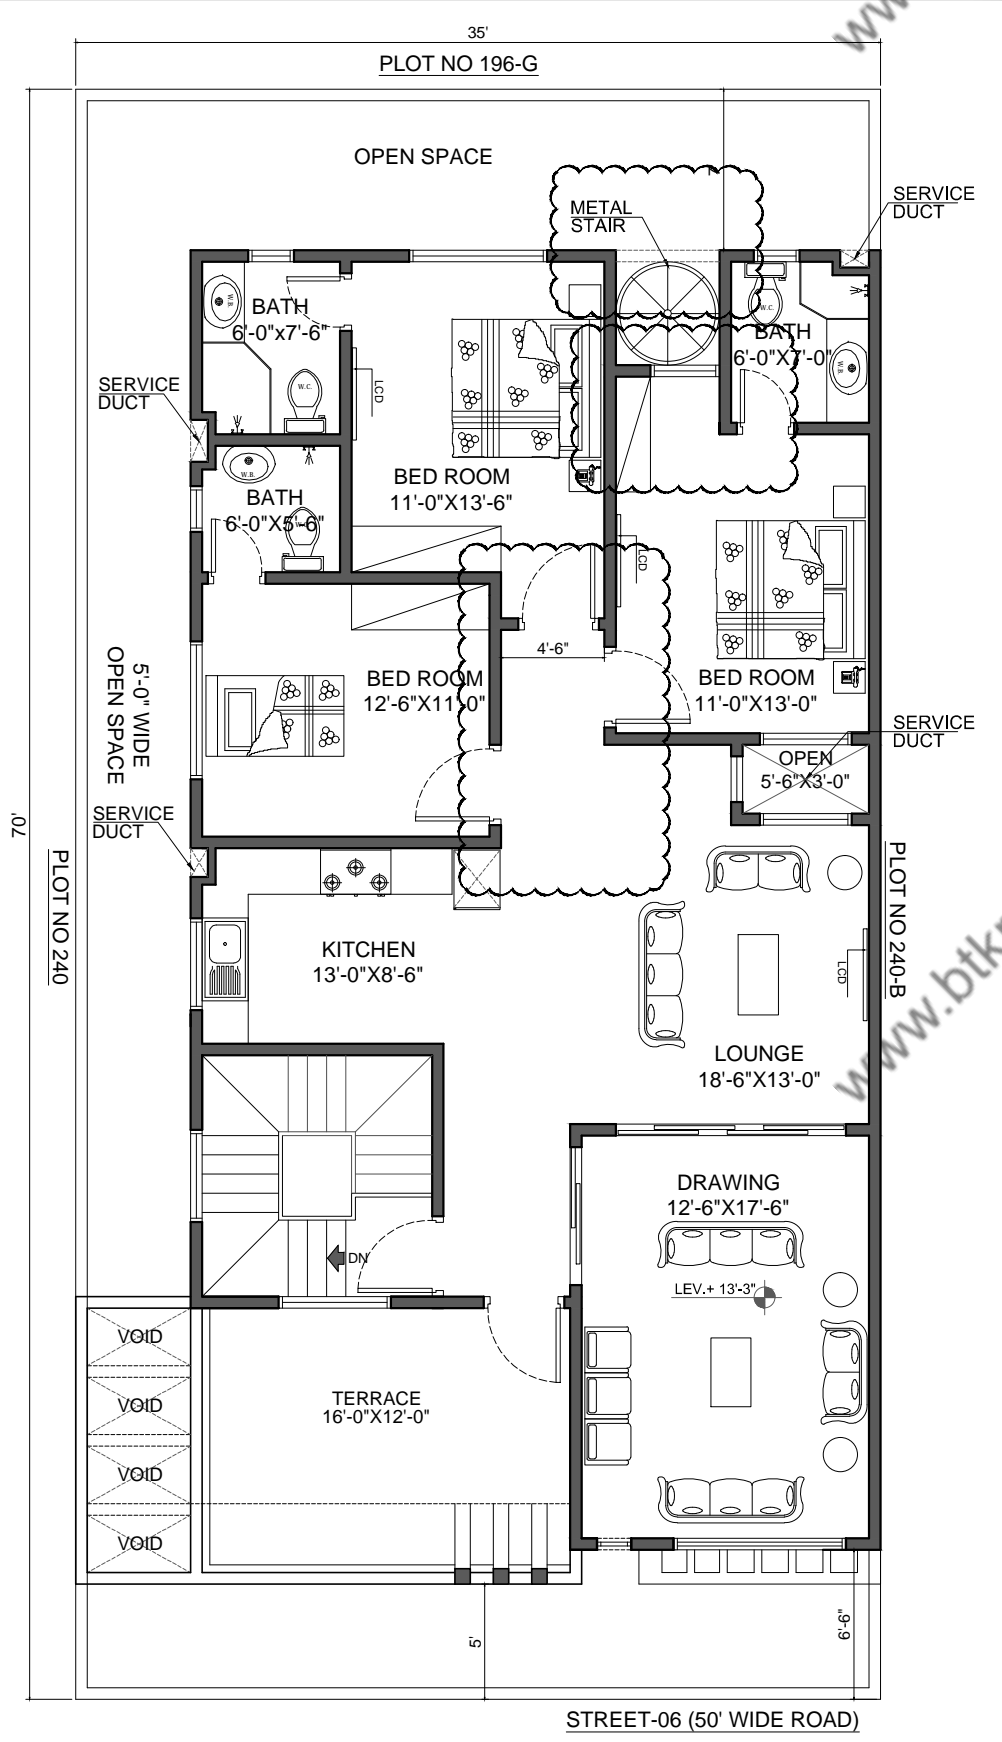 35'
PLOT NO 196-G
www
OPEN SPACE
METAL
STAIR
SERVICE
DUCT
W.B.
BATH
6'-0"x7'-6"
W.C.
BATH
6'-0"X7'-0"
W.B.
SERVICE
DUCT
LCD
BED ROOM
11'-0"X13'-6"
W.B.
BATH
6'-0"X5'-6"
LCD
4'-6"
BED ROOM
12'-6"X11'-0"
BED ROOM
11'-0"X13'-0"
5'-0" WIDE
OPEN SPACE
SERVICE
DUCT
OPEN
5'-6"X3'-0"
70'
SERVICE
DUCT
PLOT NO 240
PLOT NO 240-B
KITCHEN
13'-0"X8'-6"
LCD
www.btk
LOUNGE
18'-6"X13'-0"
DRAWING
12'-6"X17'-6"
DN
LEV.+ 13'-3"
VOID
VOID
VOID
VOID
TERRACE
16'-0"X12'-0"
5'
6'-6"
STREET-06 (50' WIDE ROAD)